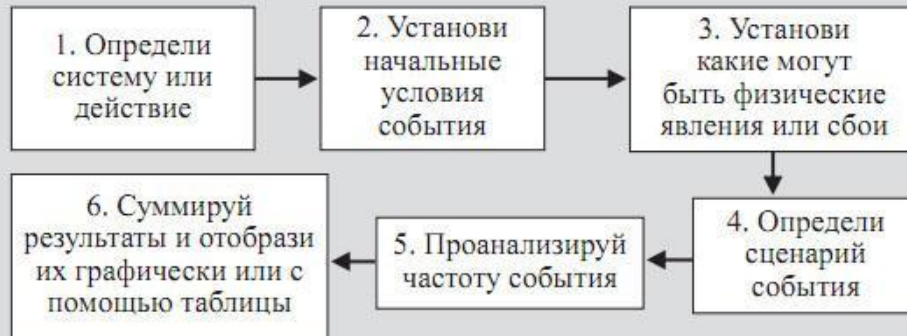 1. Определи
систему или
действие
2. Установи
начальные
условия
события
3. Установи
какие могут
быть физические
явления или сбои
4. Определи
сценарий
события
5. Проанализируй
частоту события
6. Суммируй
результаты и отобрази
их графически или с
помощью таблицы